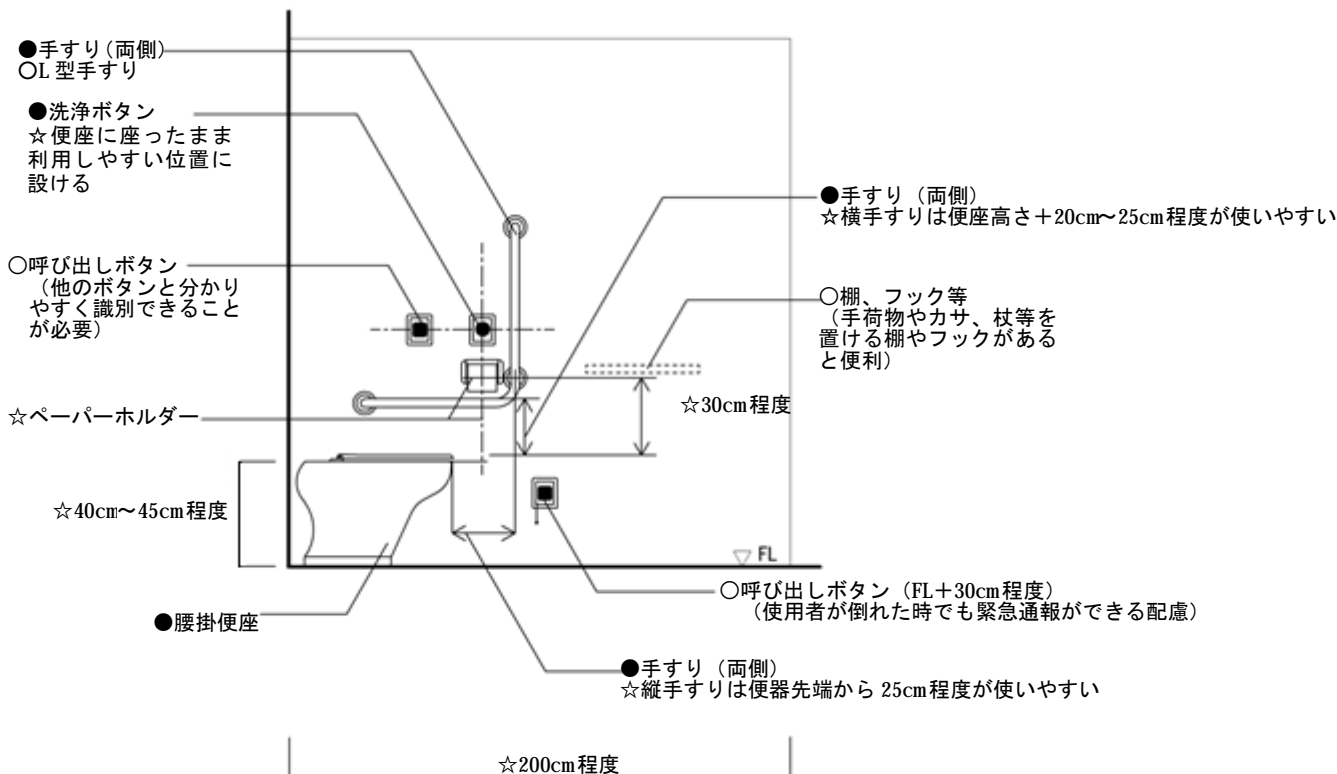 ●手すり(両側)
○L型手すり
●洗浄ボタン
☆便座に座ったまま
利用しやすい位置に
設ける
●手すり（両側）
☆横手すりは便座高さ＋20cm～25cm程度が使いやすい
○呼び出しボタン
（他のボタンと分かり
やすく識別できること
が必要）
○棚、フック等
（手荷物やカサ、杖等を
置ける棚やフックがある
と便利）
☆ペーパーホルダー
☆30cm程度
☆40cm～45cm程度
▽ FL
○呼び出しボタン（FL＋30cm程度）
（使用者が倒れた時でも緊急通報ができる配慮）
●腰掛便座
●手すり（両側）
☆縦手すりは便器先端から 25cm程度が使いやすい
☆200cm程度